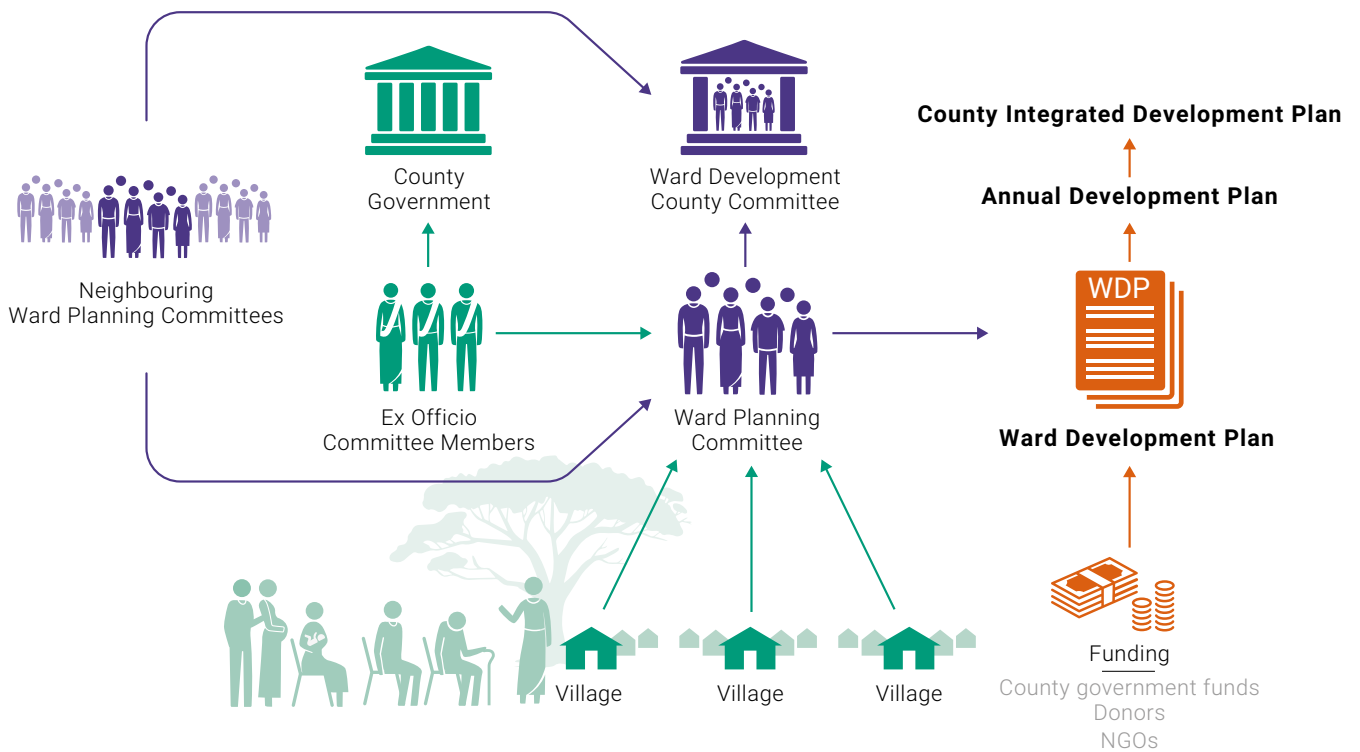 County
Government
Ward Development
County Committee
County Integrated Development Plan
Annual Development Plan
Neighbouring
Ward Planning Committees
Ex Officio
Committee Members
Ward Planning
Committee
WDP
Ward Development Plan
Village
Village
Village
Funding
County government funds
Donors
NGOs